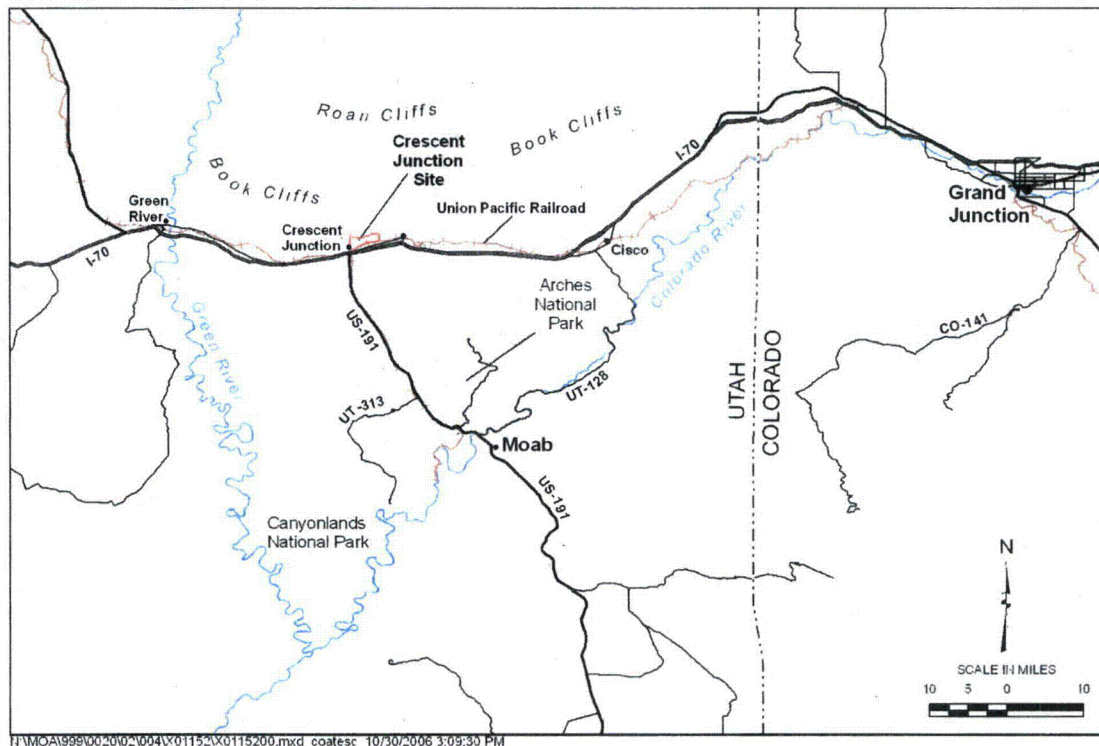 Roan Cliffs
Book Cliffs
Crescent
Junction
Site
Book Cliffs
I-70
Green
River
Crescent
Junction
Union Pacific Railroad
Cisco
Grand
Junction
I-70
Colorado River
Arches
National
Park
Green River
US-191
CO-141
UT-313
UT-128
UTAH
COLORADO
Moab
US-191
Canyonlands
National Park
N
SCALE IN MILES
10 5 0 10
N:\MOA\999\0020\02\004\X01152\X0115200.mxd coatesc 10/30/2006 3:09:30 PM